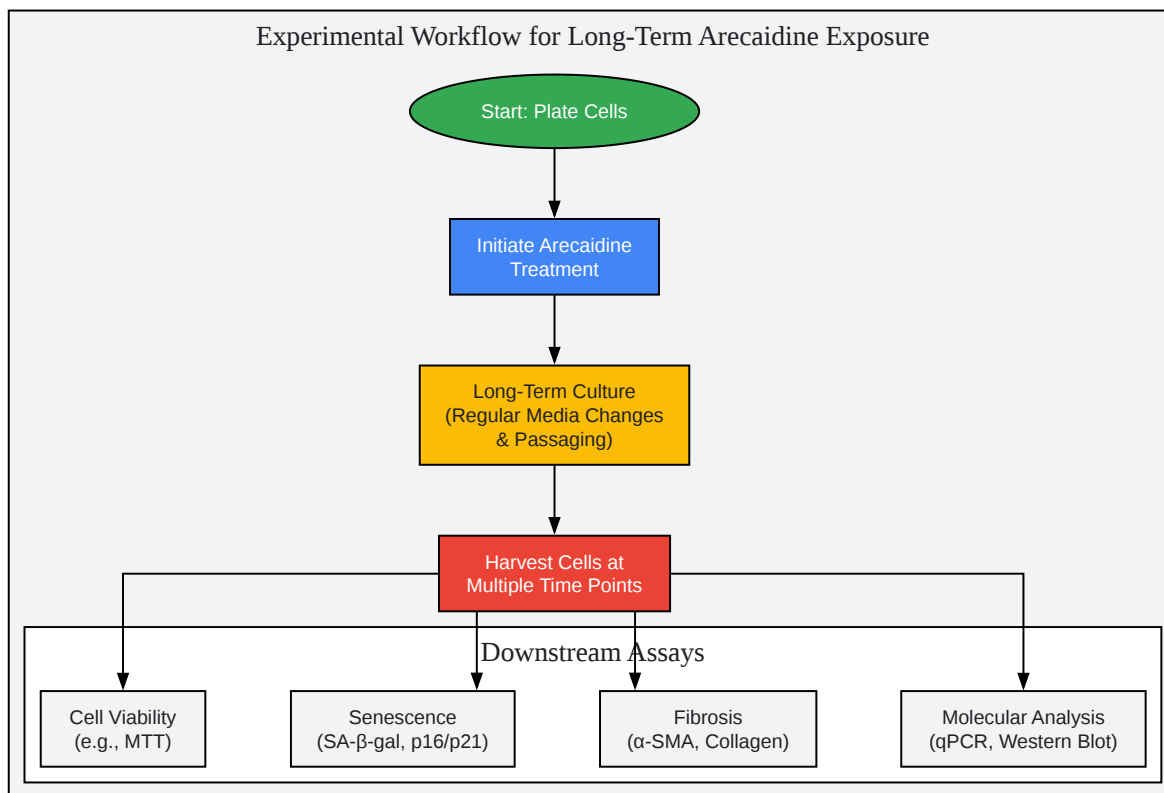 Experimental Workflow for Long-Term Arecaidine Exposure
Start: Plate Cells
Initiate Arecaidine
Treatment
Long-Term Culture
(Regular Media Changes
& Passaging)
Harvest Cells at
Multiple Time Points
Downstream Assays
Cell Viability
(e.g., MTT)
Senescence
(SA-β-gal, p16/p21)
Fibrosis
(α-SMA, Collagen)
Molecular Analysis
(qPCR, Western Blot)